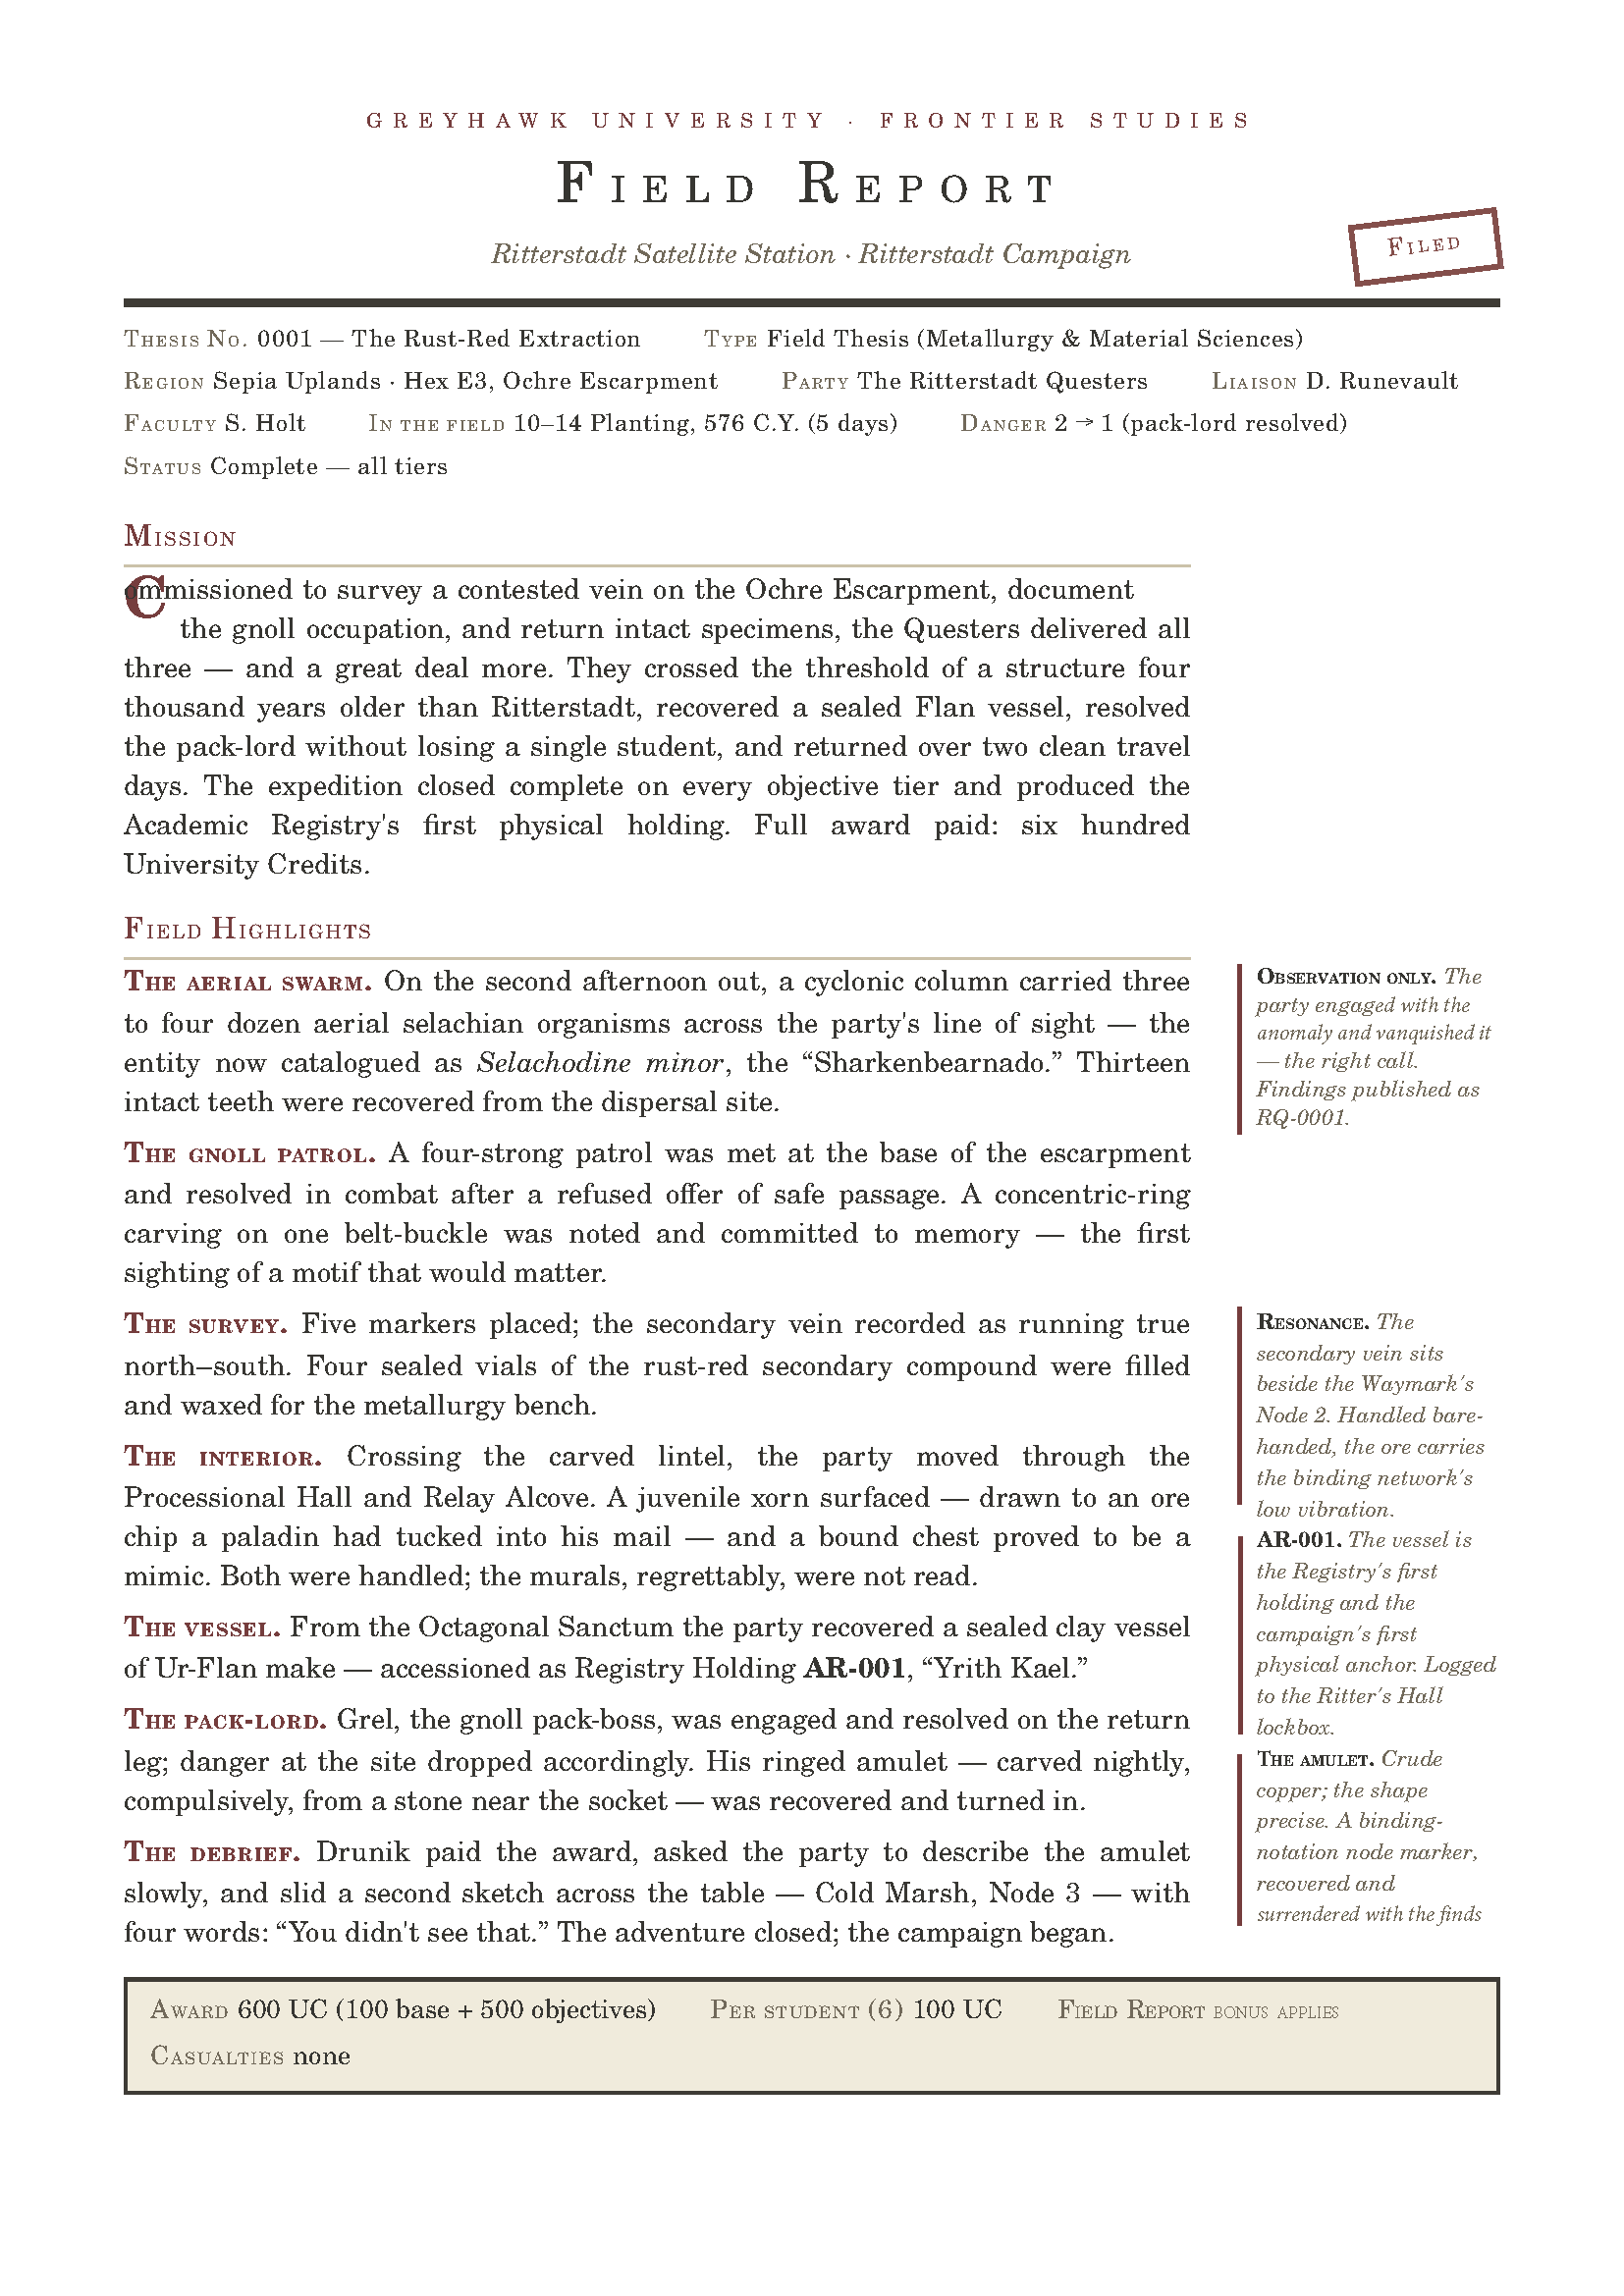 GREYHAWK UNIVERSITY · FRONTIER STUDIES
FIELD REPORT
Ritterstadt Satellite Station · Ritterstadt Campaign
FILED
THESIS NO. 0001 — The Rust-Red Extraction TYPE Field Thesis (Metallurgy & Material Sciences)
REGION Sepia Uplands · Hex E3, Ochre Escarpment PARTY The Ritterstadt Questers LIAISON D. Runevault
FACULTY S. Holt IN THE FIELD 10–14 Planting, 576 C.Y. (5 days) DANGER 2 → 1 (pack-lord resolved)
STATUS Complete — all tiers
MISSION
Commissioned to survey a contested vein on the Ochre Escarpment, document
the gnoll occupation, and return intact specimens, the Questers delivered all
three — and a great deal more. They crossed the threshold of a structure four
thousand years older than Ritterstadt, recovered a sealed Flan vessel, resolved
the pack-lord without losing a single student, and returned over two clean travel
days. The expedition closed complete on every objective tier and produced the
Academic Registry's first physical holding. Full award paid: six hundred
University Credits.
FIELD HIGHLIGHTS
THE AERIAL SWARM. On the second afternoon out, a cyclonic column carried three
to four dozen aerial selachian organisms across the party's line of sight — the
entity now catalogued as Selachodine minor, the “Sharkenbearnado.” Thirteen
intact teeth were recovered from the dispersal site.
OBSERVATION ONLY. The
party engaged with the
anomaly and vanquished it
— the right call.
Findings published as
RQ-0001.
THE GNOLL PATROL. A four-strong patrol was met at the base of the escarpment
and resolved in combat after a refused offer of safe passage. A concentric-ring
carving on one belt-buckle was noted and committed to memory — the first
sighting of a motif that would matter.
THE SURVEY. Five markers placed; the secondary vein recorded as running true
north–south. Four sealed vials of the rust-red secondary compound were filled
and waxed for the metallurgy bench.
RESONANCE. The
secondary vein sits
beside the Waymark's
Node 2. Handled bare-
handed, the ore carries
the binding network's
low vibration.
THE INTERIOR. Crossing the carved lintel, the party moved through the
Processional Hall and Relay Alcove. A juvenile xorn surfaced — drawn to an ore
chip a paladin had tucked into his mail — and a bound chest proved to be a
mimic. Both were handled; the murals, regrettably, were not read.
THE VESSEL. From the Octagonal Sanctum the party recovered a sealed clay vessel
of Ur-Flan make — accessioned as Registry Holding AR-001, “Yrith Kael.”
AR-001. The vessel is
the Registry's first
holding and the
campaign's first
physical anchor. Logged
to the Ritter's Hall
lockbox.
THE PACK-LORD. Grel, the gnoll pack-boss, was engaged and resolved on the return
leg; danger at the site dropped accordingly. His ringed amulet — carved nightly,
compulsively, from a stone near the socket — was recovered and turned in.
THE AMULET. Crude
copper; the shape
precise. A binding-
notation node marker,
recovered and
surrendered with the finds
THE DEBRIEF. Drunik paid the award, asked the party to describe the amulet
slowly, and slid a second sketch across the table — Cold Marsh, Node 3 — with
four words: “You didn't see that.” The adventure closed; the campaign began.
AWARD 600 UC (100 base + 500 objectives) PER STUDENT (6) 100 UC FIELD REPORT BONUS APPLIES
CASUALTIES none